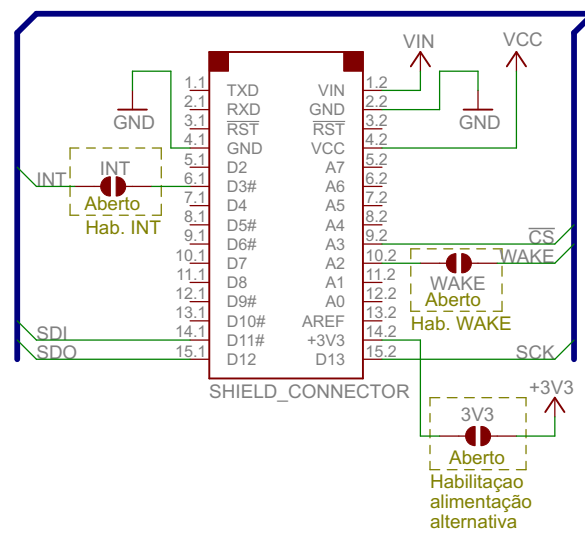 VIN
VCC
1.1 TXD VIN 1.2
2.1 RXD GND 2.2
3.1 RST RST 3.2
4.1 GND VCC 4.2
5.1 D2 A7 5.2
6.1 D3# A6 6.2
7.1 D4 A5 7.2
8.1 D5# A4 8.2
9.1 D6# A3 9.2
10.1 D7 A2 10.2
11.1 D8 A1 11.2
12.1 D9# A0 12.2
13.1 D10# AREF 13.2
14.1 D11# +3V3 14.2
15.1 D12 D13 15.2
SHIELD_CONNECTOR
GND
GND
INT
INT
Aberto
Hab. INT
CS
WAKE
WAKE
Aberto
Hab. WAKE
SDI
SDO
SCK
+3V3
3V3
Aberto
Habilitaçao
alimentação
alternativa